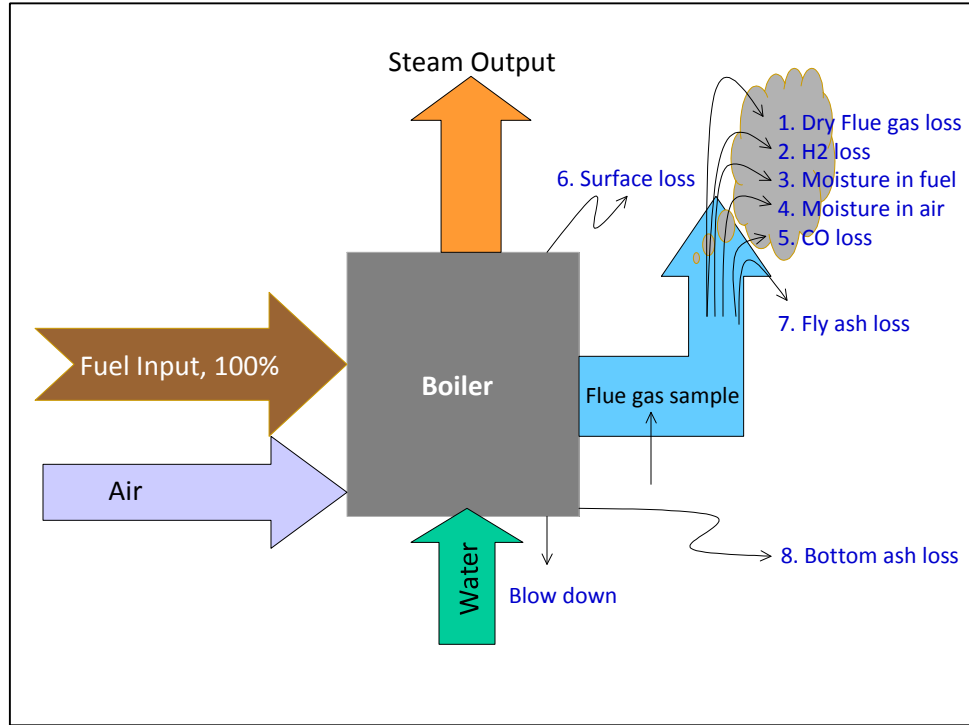 Steam Output
1. Dry Flue gas loss
2. H2 loss
3. Moisture in fuel
4. Moisture in air
5. CO loss
6. Surface loss
7. Fly ash loss
Fuel Input, 100%
Boiler
Flue gas sample
Air
Water
Blow down
8. Bottom ash loss